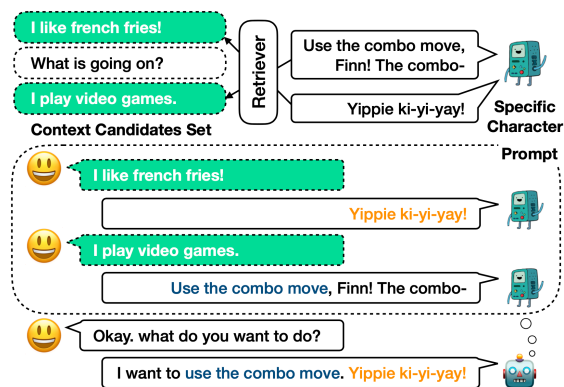 I like french fries!
What is going on?
I play video games.
Context Candidates Set
Retriever
Use the combo move,
Finn! The combo-
Yippie ki-yi-yay!
Specific
Character
Prompt
I like french fries!
Yippie ki-yi-yay!
I play video games.
Use the combo move, Finn! The combo-
Okay. what do you want to do?
I want to use the combo move. Yippie ki-yi-yay!